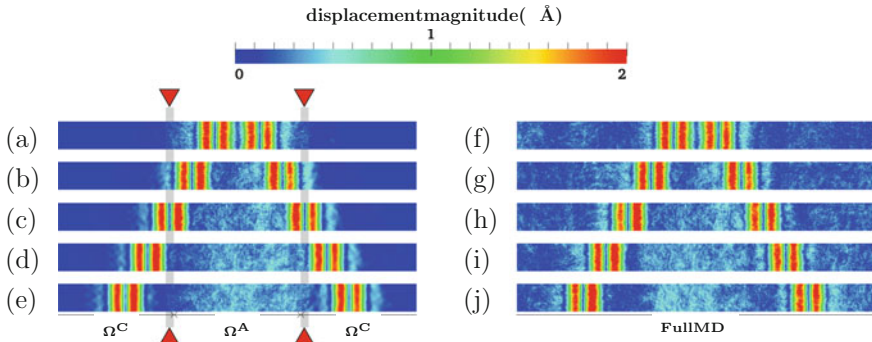 displacementmagnitude( Å)
1
0 2
(a) (f)
(b) (g)
(c) (h)
(d) (i)
(e) (j)
Ω^C Ω^A Ω^C FullMD